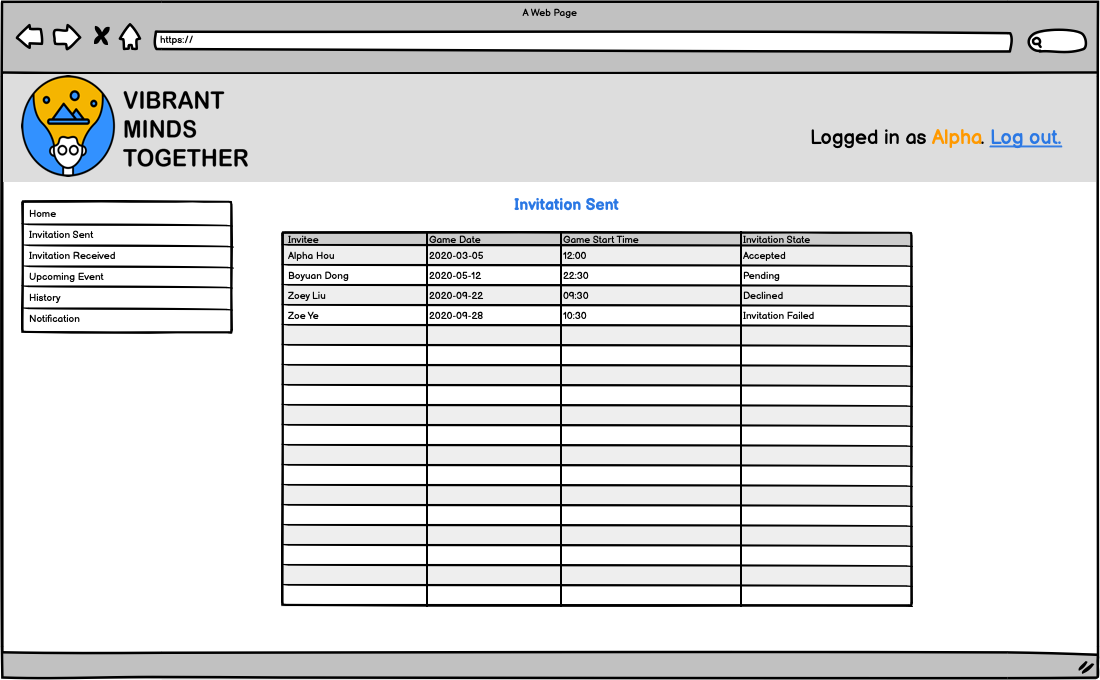 A Web Page
https://
VIBRANT
MINDS
TOGETHER
Logged in as Alpha. Log out.
Home
Invitation Sent
Invitation Received
Upcoming Event
History
Notification
Invitation Sent
Invitee Game Date Game Start Time Invitation State
Alpha Hou 2020-03-05 12:00 Accepted
Boyuan Dong 2020-05-12 22:30 Pending
Zoey Liu 2020-09-22 09:30 Declined
Zoe Ye 2020-09-28 10:30 Invitation Failed